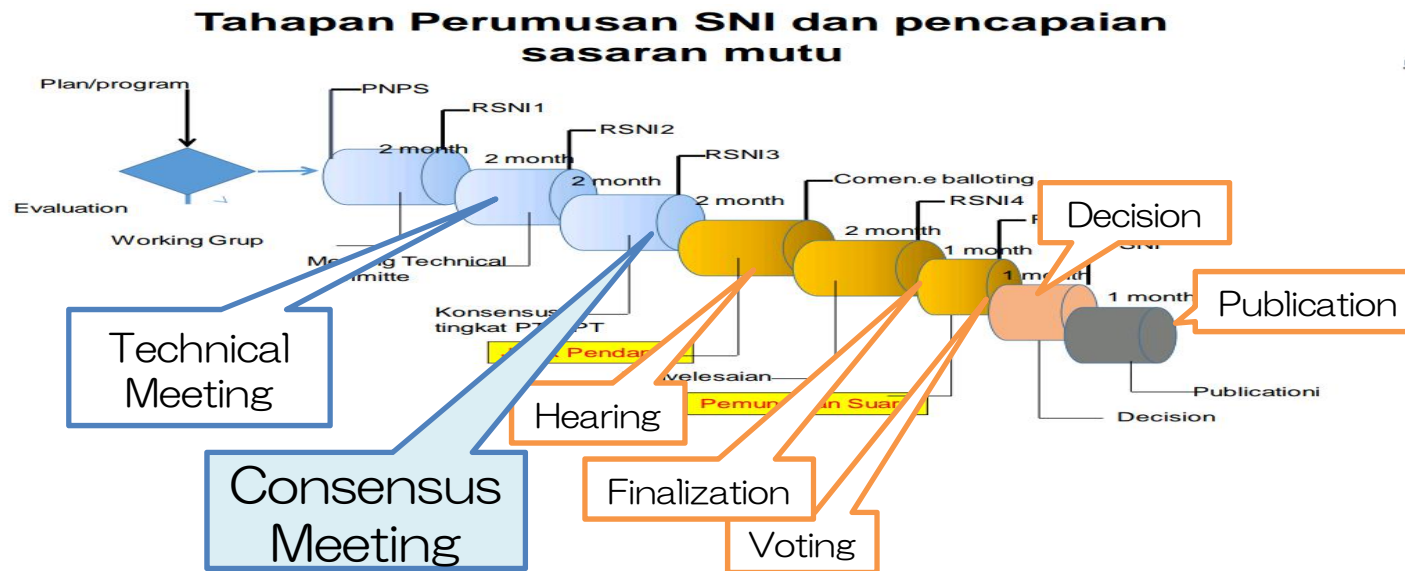 Tahapan Perumusan SNI dan pencapaian
sasaran mutu
Plan/program
PNPS
RSNI1
RSNI2
RSNI3
Comen.e balloting
RSNI4
2 month
2 month
2 month
2 month
2 month
1 month
1 month
1 month
Evaluation
Working Grup
Technical
Konsensus
tingkat
Decision
Publication
Technical
Meeting
Hearing
Consensus
Meeting
Finalization
Voting
Publicationi
Decision